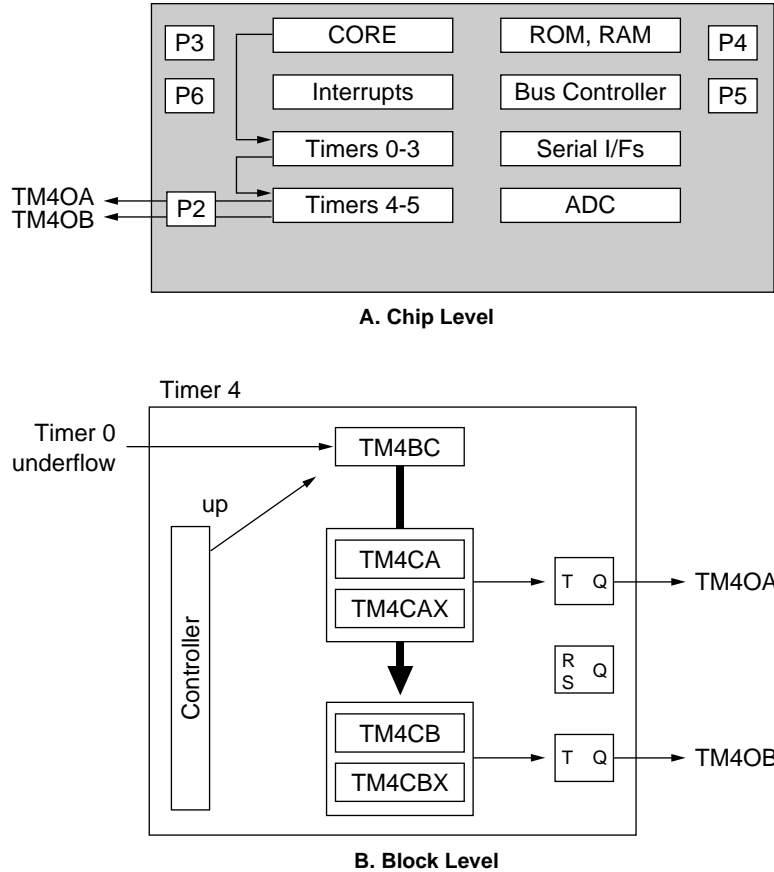 P3
CORE
ROM, RAM
P4
P6
Interrupts
Bus Controller
P5
Timers 0-3
Serial I/Fs
TM4OA
TM4OB
P2
Timers 4-5
ADC
A. Chip Level
Timer 4
Timer 0
underflow
TM4BC
up
Controller
TM4CA
TM4CAX
T Q
TM4OA
R
S Q
TM4CB
TM4CBX
T Q
TM4OB
B. Block Level